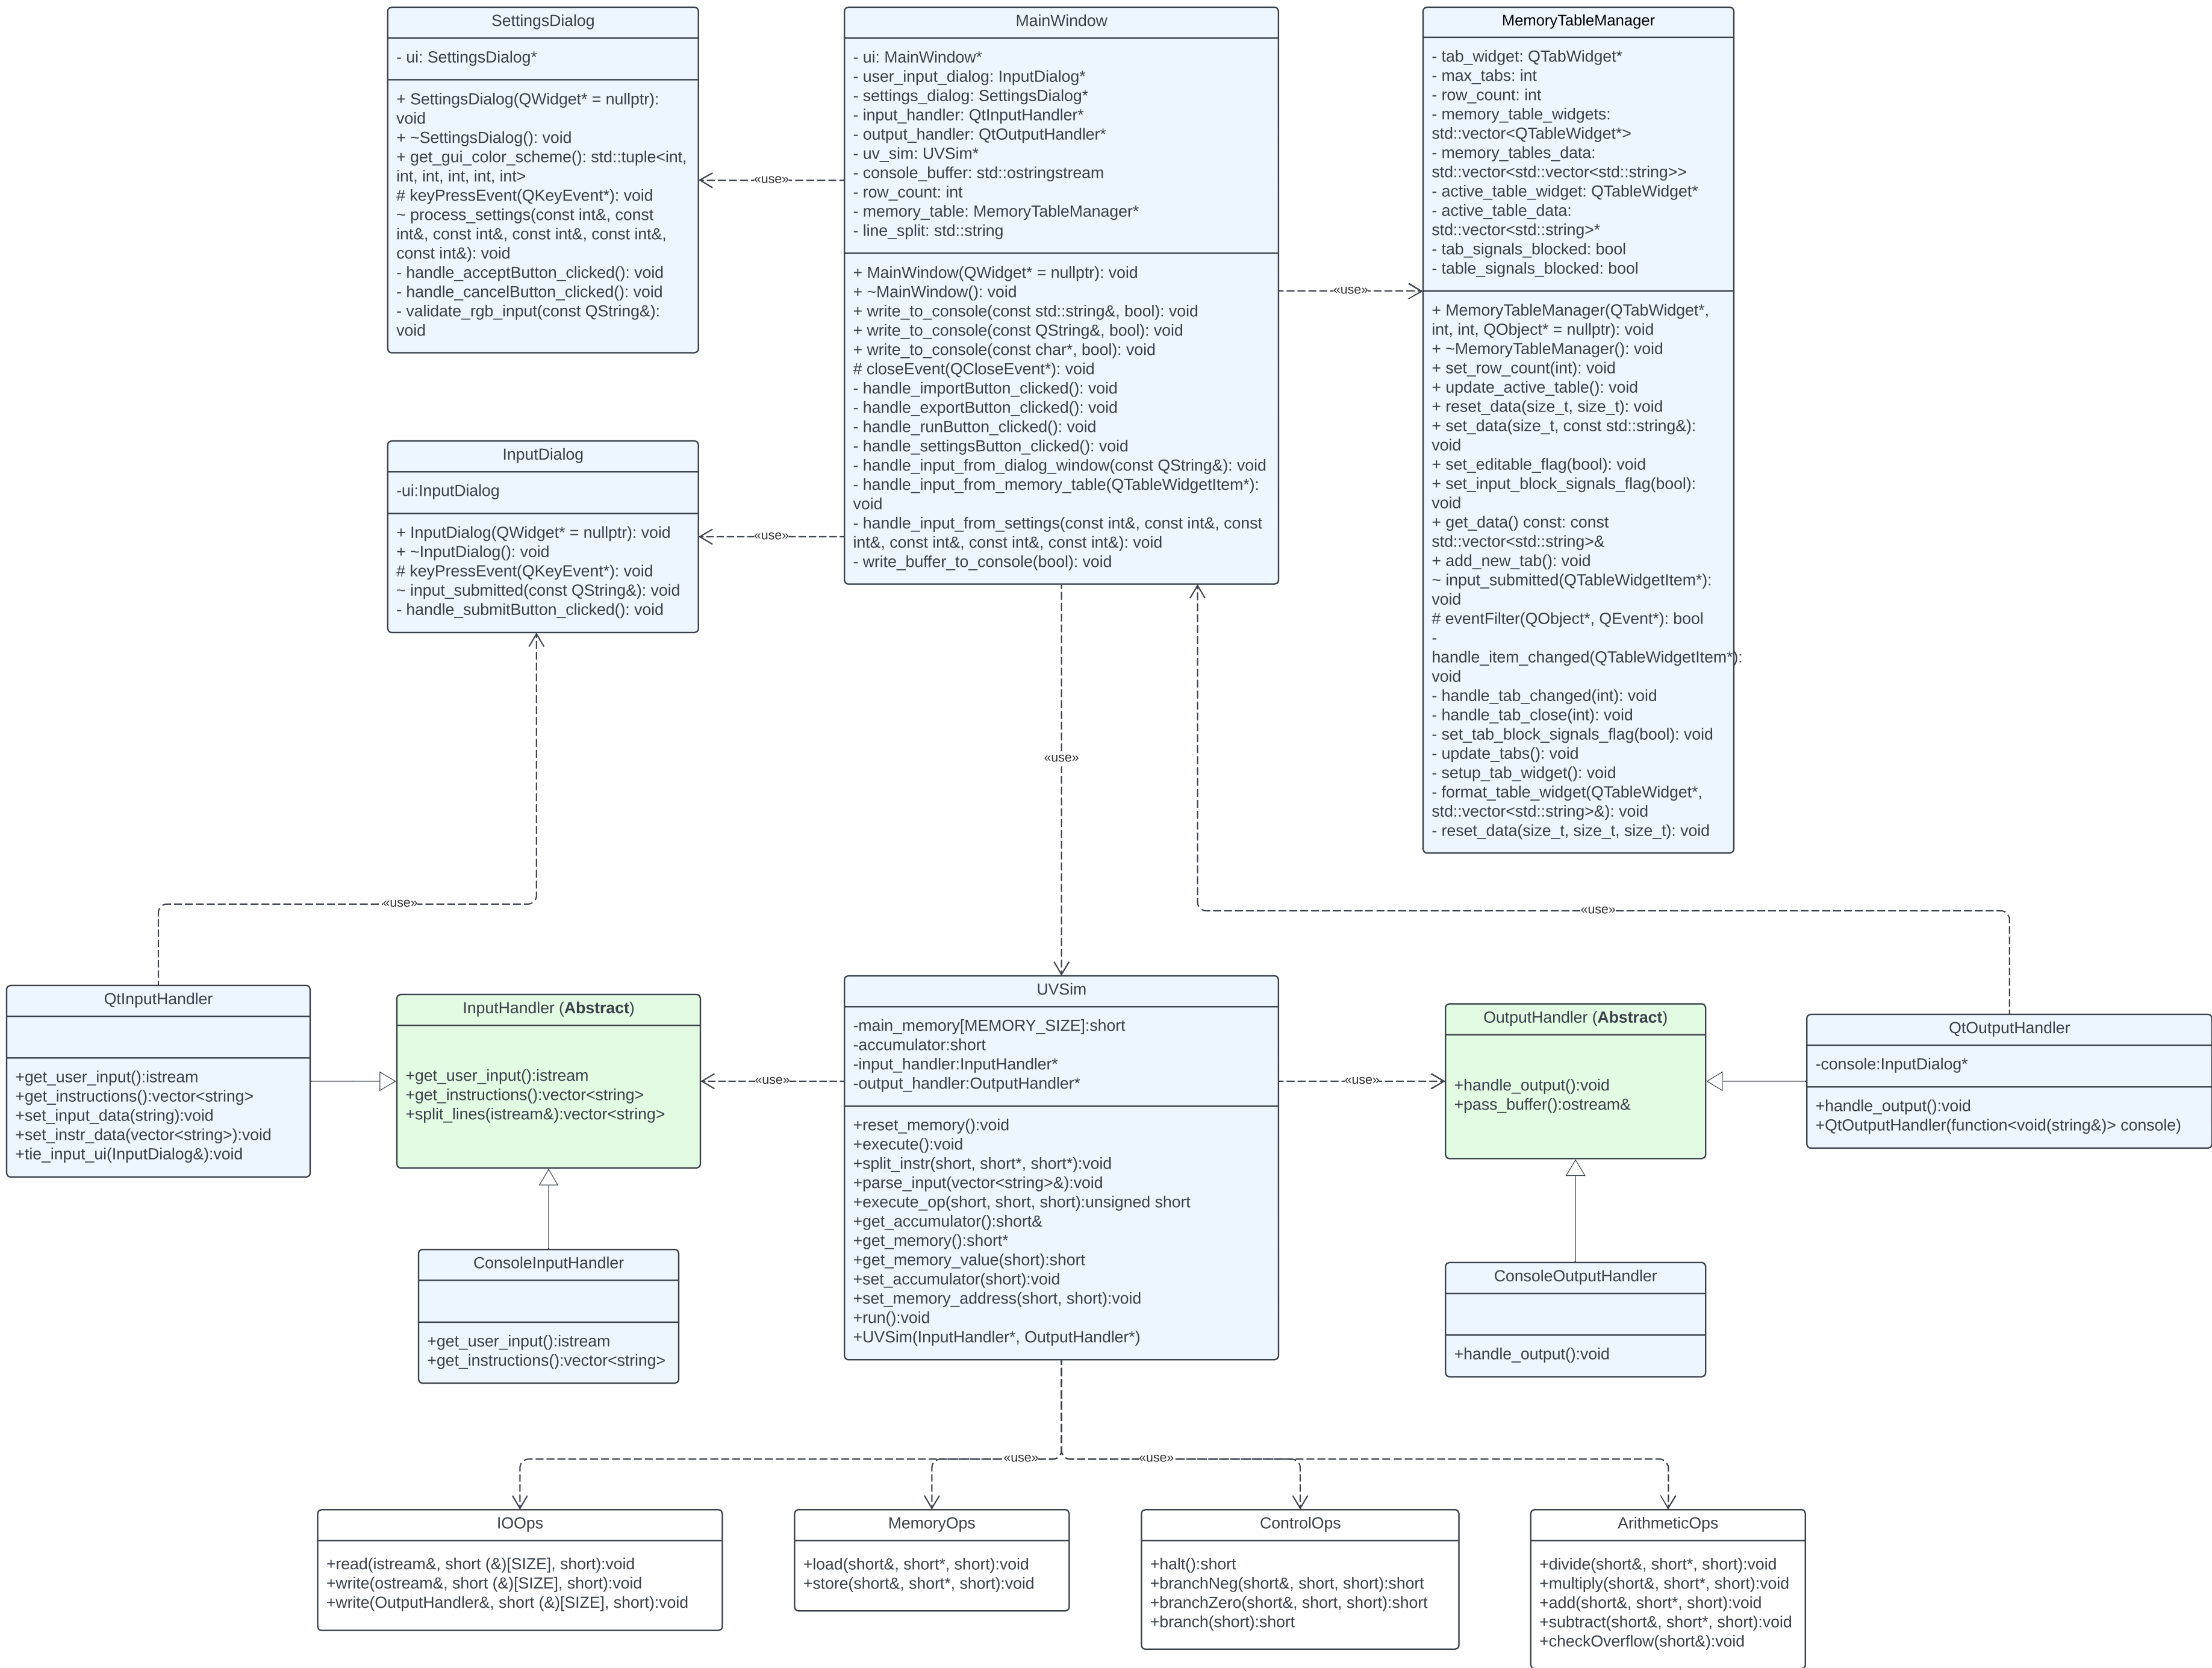 SettingsDialog
- ui: SettingsDialog*
+ SettingsDialog(QWidget* = nullptr):
void
+ ~SettingsDialog(): void
+ get_gui_color_scheme(): std::tuple<int,
int, int, int, int, int>
# keyPressEvent(QKeyEvent*): void
~ process_settings(const int&, const
int&, const int&, const int&, const int&,
const int&): void
- handle_acceptButton_clicked(): void
- handle_cancelButton_clicked(): void
- validate_rgb_input(const QString&):
void
«use»
MainWindow
- ui: MainWindow*
- user_input_dialog: InputDialog*
- settings_dialog: SettingsDialog*
- input_handler: QtInputHandler*
- output_handler: QtOutputHandler*
- uv_sim: UVSim*
- console_buffer: std::ostringstream
- row_count: int
- memory_table: MemoryTableManager*
- line_split: std::string
+ MainWindow(QWidget* = nullptr): void
+ ~MainWindow(): void
+ write_to_console(const std::string&, bool): void
+ write_to_console(const QString&, bool): void
+ write_to_console(const char*, bool): void
# closeEvent(QCloseEvent*): void
- handle_importButton_clicked(): void
- handle_exportButton_clicked(): void
- handle_runButton_clicked(): void
- handle_settingsButton_clicked(): void
- handle_input_from_dialog_window(const QString&): void
- handle_input_from_memory_table(QTableWidgetItem*):
void
- handle_input_from_settings(const int&, const int&, const
int&, const int&, const int&, const int&): void
- write_buffer_to_console(bool): void
«use»
MemoryTableManager
- tab_widget: QTabWidget*
- max_tabs: int
- row_count: int
- memory_table_widgets:
std::vector<QTableWidget*>
- memory_tables_data:
std::vector<std::vector<std::string>>
- active_table_widget: QTableWidget*
- active_table_data:
std::vector<std::string>*
- tab_signals_blocked: bool
- table_signals_blocked: bool
+ MemoryTableManager(QTabWidget*,
int, int, QObject* = nullptr): void
+ ~MemoryTableManager(): void
+ set_row_count(int): void
+ update_active_table(): void
+ reset_data(size_t, size_t): void
+ set_data(size_t, const std::string&):
void
+ set_editable_flag(bool): void
+ set_input_block_signals_flag(bool):
void
+ get_data() const: const
std::vector<std::string>&
+ add_new_tab(): void
~ input_submitted(QTableWidgetItem*):
void
# eventFilter(QObject*, QEvent*): bool
-
handle_item_changed(QTableWidgetItem*):
void
- handle_tab_changed(int): void
- handle_tab_close(int): void
- set_tab_block_signals_flag(bool): void
- update_tabs(): void
- setup_tab_widget(): void
- format_table_widget(QTableWidget*,
std::vector<std::string>&): void
- reset_data(size_t, size_t, size_t): void
InputDialog
-ui:InputDialog
+ InputDialog(QWidget* = nullptr): void
+ ~InputDialog(): void
# keyPressEvent(QKeyEvent*): void
~ input_submitted(const QString&): void
- handle_submitButton_clicked(): void
«use»
«use»
«use»
«use»
QtInputHandler
+get_user_input():istream
+get_instructions():vector<string>
+set_input_data(string):void
+set_instr_data(vector<string>):void
+tie_input_ui(InputDialog&):void
InputHandler (Abstract)
+get_user_input():istream
+get_instructions():vector<string>
+split_lines(istream&):vector<string>
«use»
UVSim
-main_memory[MEMORY_SIZE]:short
-accumulator:short
-input_handler:InputHandler*
-output_handler:OutputHandler*
+reset_memory():void
+execute():void
+split_instr(short, short*, short*):void
+parse_input(vector<string>&):void
+execute_op(short, short, short):unsigned short
+get_accumulator():short&
+get_memory():short*
+get_memory_value(short):short
+set_accumulator(short):void
+set_memory_address(short, short):void
+run():void
+UVSim(InputHandler*, OutputHandler*)
«use»
OutputHandler (Abstract)
+handle_output():void
+pass_buffer():ostream&
QtOutputHandler
-console:InputDialog*
+handle_output():void
+QtOutputHandler(function<void(string&)> console)
ConsoleInputHandler
+get_user_input():istream
+get_instructions():vector<string>
ConsoleOutputHandler
+handle_output():void
«use»
«use»
IOOps
+read(istream&, short (&)[SIZE], short):void
+write(ostream&, short (&)[SIZE], short):void
+write(OutputHandler&, short (&)[SIZE], short):void
MemoryOps
+load(short&, short*, short):void
+store(short&, short*, short):void
ControlOps
+halt():short
+branchNeg(short&, short, short):short
+branchZero(short&, short, short):short
+branch(short):short
ArithmeticOps
+divide(short&, short*, short):void
+multiply(short&, short*, short):void
+add(short&, short*, short):void
+subtract(short&, short*, short):void
+checkOverflow(short&):void